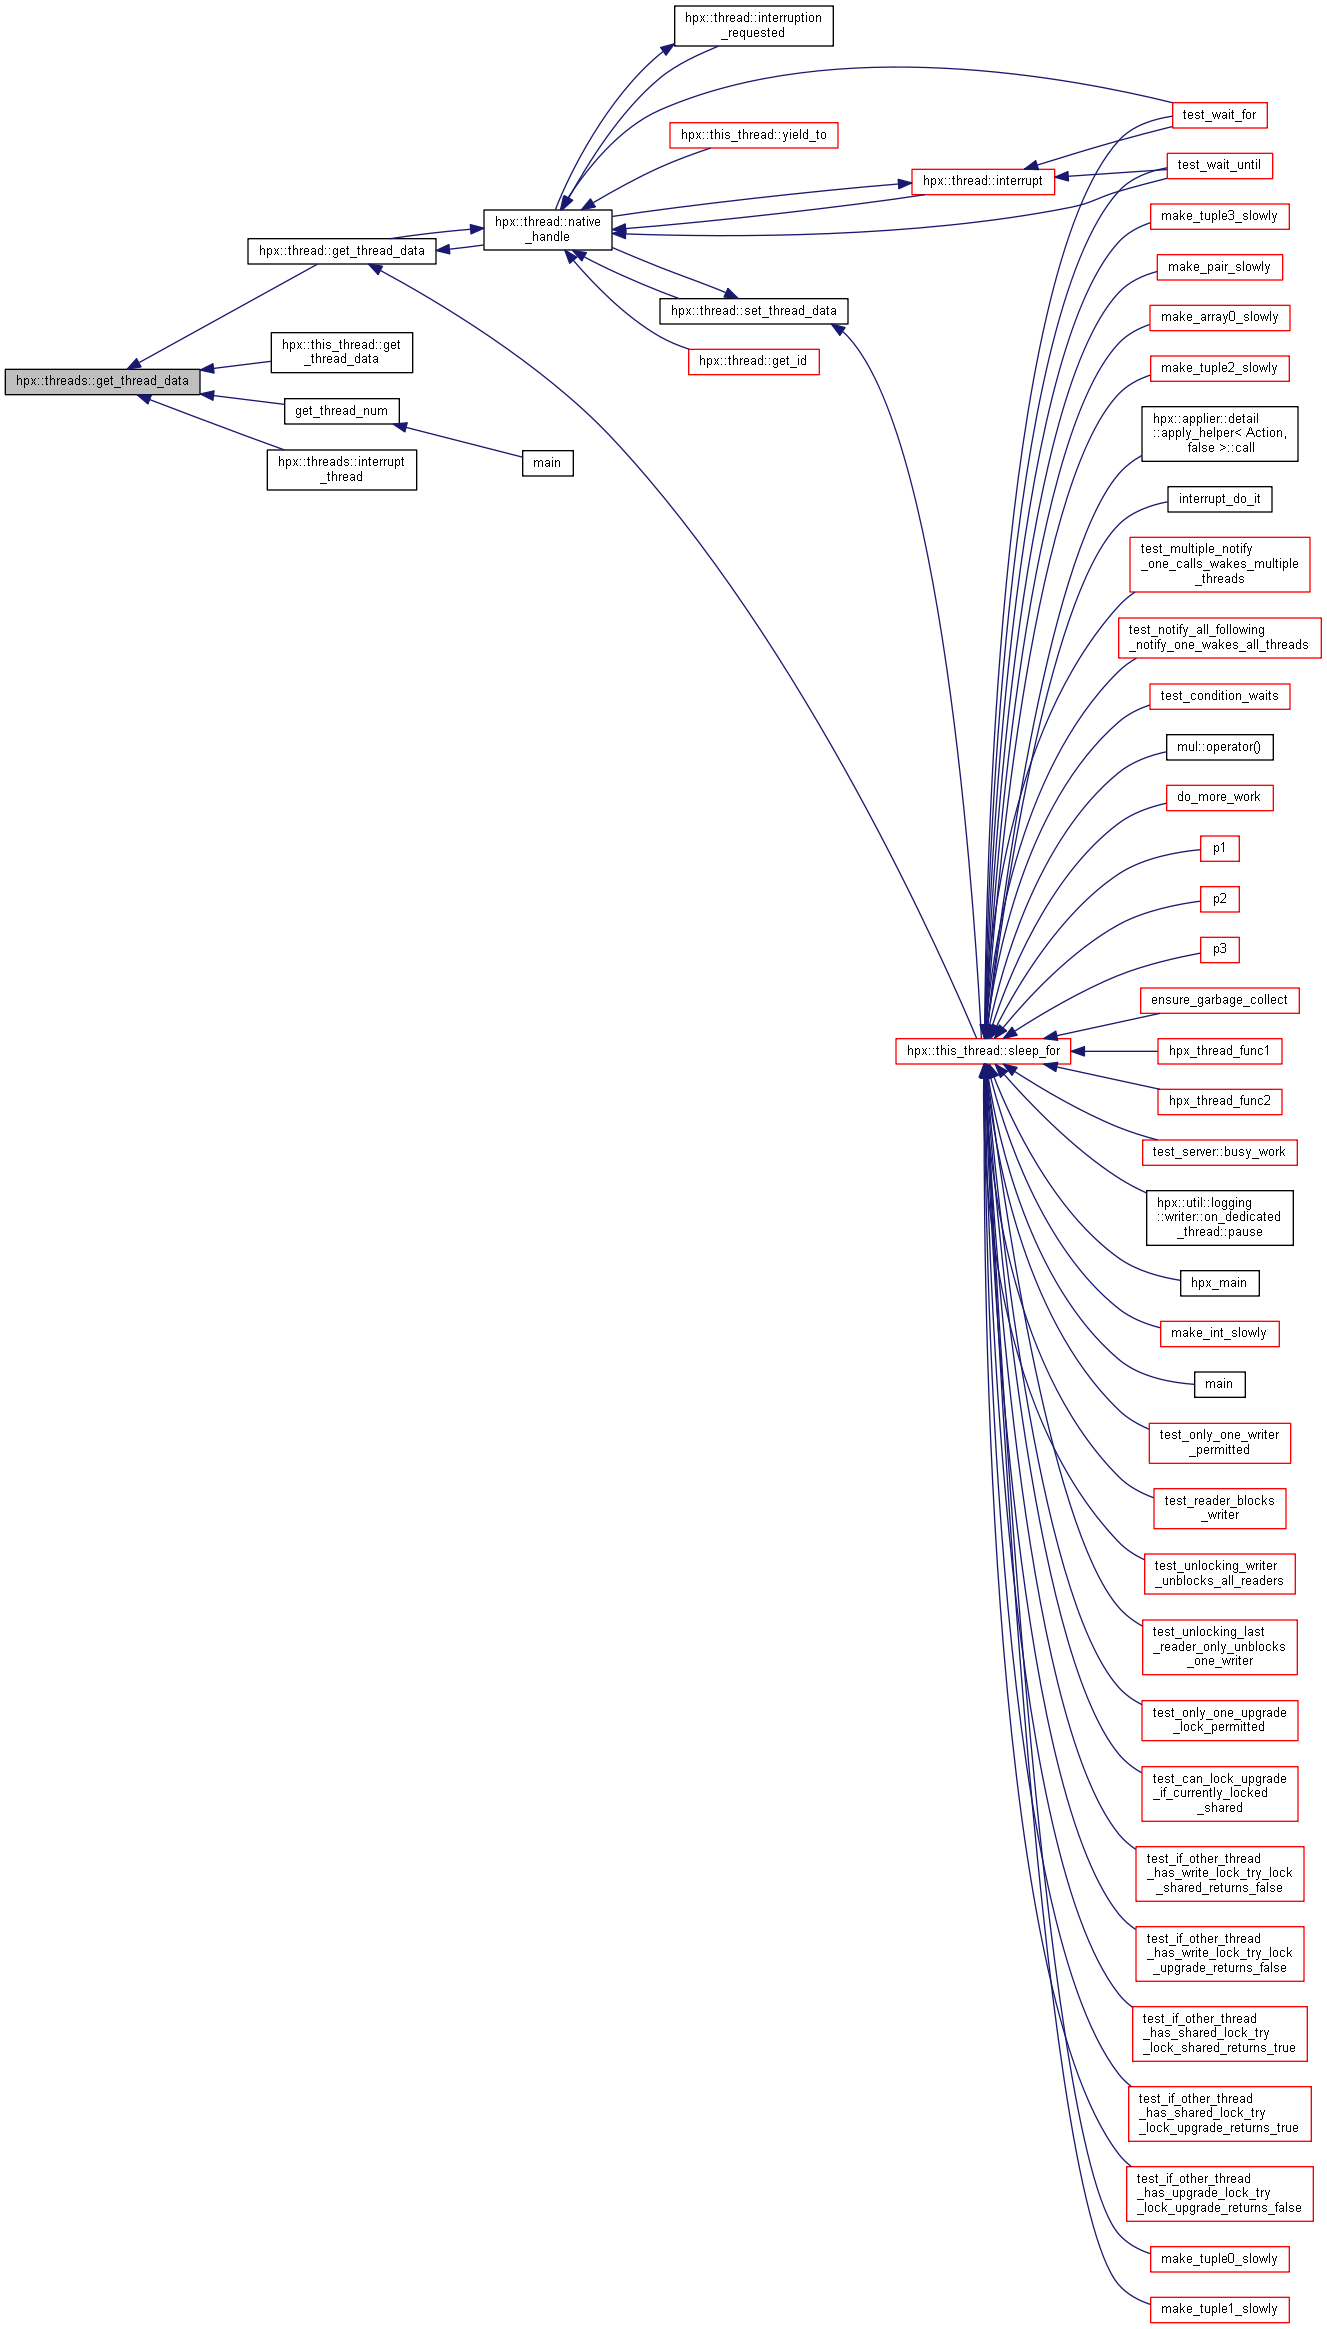 hpx::thread::interruption
_requested
test_wait_for
hpx::this_thread::yield_to
test_wait_until
hpx::thread::interrupt
make_tuple3_slowly
hpx::thread::native
_handle
hpx::thread::get_thread_data
make_pair_slowly
hpx::thread::set_thread_data
make_array0_slowly
hpx::this_thread::get
_thread_data
hpx::thread::get_id
make_tuple2_slowly
hpx::threads::get_thread_data
get_thread_num
hpx::applier::detail
::apply_helper< Action,
false >::call
main
hpx::threads::interrupt
_thread
interrupt_do_it
test_multiple_notify
_one_calls_wakes_multiple
_threads
test_notify_all_following
_notify_one_wakes_all_threads
test_condition_waits
mul::operator()
do_more_work
p1
p2
p3
ensure_garbage_collect
hpx::this_thread::sleep_for
hpx_thread_func1
hpx_thread_func2
test_server::busy_work
hpx::util::logging
::writer::on_dedicated
_thread::pause
hpx_main
make_int_slowly
main
test_only_one_writer
_permitted
test_reader_blocks
_writer
test_unlocking_writer
_unblocks_all_readers
test_unlocking_last
_reader_only_unblocks
_one_writer
test_only_one_upgrade
_lock_permitted
test_can_lock_upgrade
_if_currently_locked
_shared
test_if_other_thread
_has_write_lock_try_lock
_shared_returns_false
test_if_other_thread
_has_write_lock_try_lock
_upgrade_returns_false
test_if_other_thread
_has_shared_lock_try
_lock_shared_returns_true
test_if_other_thread
_has_shared_lock_try
_lock_upgrade_returns_true
test_if_other_thread
_has_upgrade_lock_try
_lock_upgrade_returns_false
make_tuple0_slowly
make_tuple1_slowly